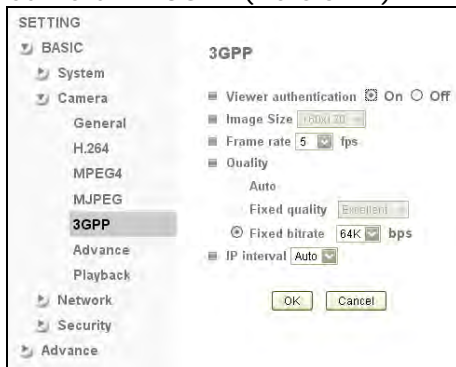 SETTING
BASIC
System
Camera
General
H.264
MPEG4
MJPEG
3GPP
Advance
Playback
Network
Security
Advance
3GPP
Viewer authentication On Off
Image Size
Frame rate 5 fps
Quality
Auto
Fixed quality Excellent
Fixed bitrate 64K bps
IP interval Auto
OK Cancel